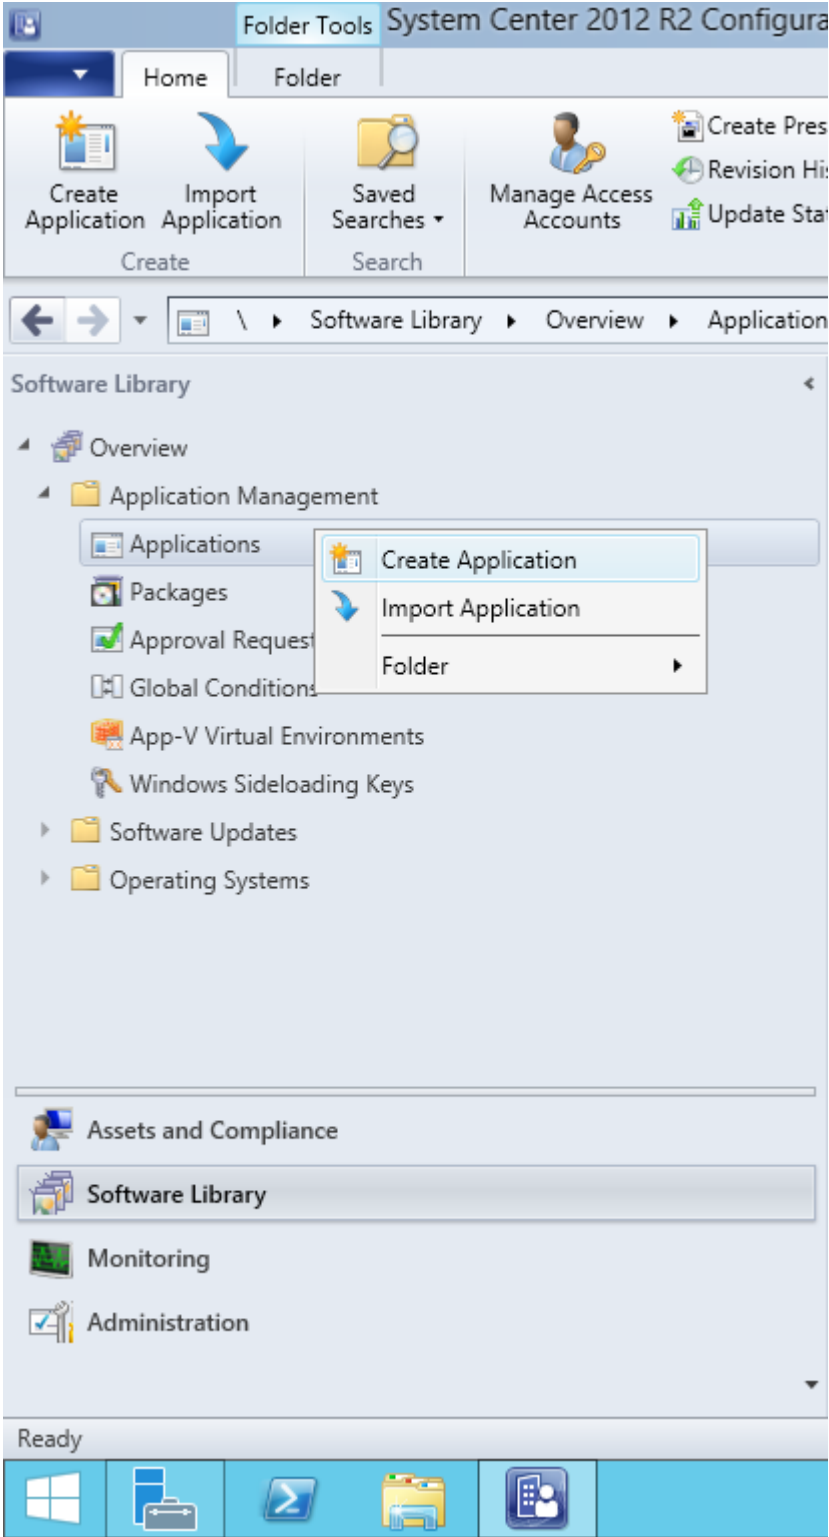 Folder Tools System Center 2012 R2 Configura
Home Folder
Create Application
Import Application
Saved Searches
Manage Access Accounts
Create Pres
Revision His
Update Stat
Create
Search
\ Software Library Overview Application
Software Library
Overview
Application Management
Applications
Create Application
Packages
Import Application
Approval Request
Folder
Global Conditions
App-V Virtual Environments
Windows Sideloading Keys
Software Updates
Operating Systems
Assets and Compliance
Software Library
Monitoring
Administration
Ready